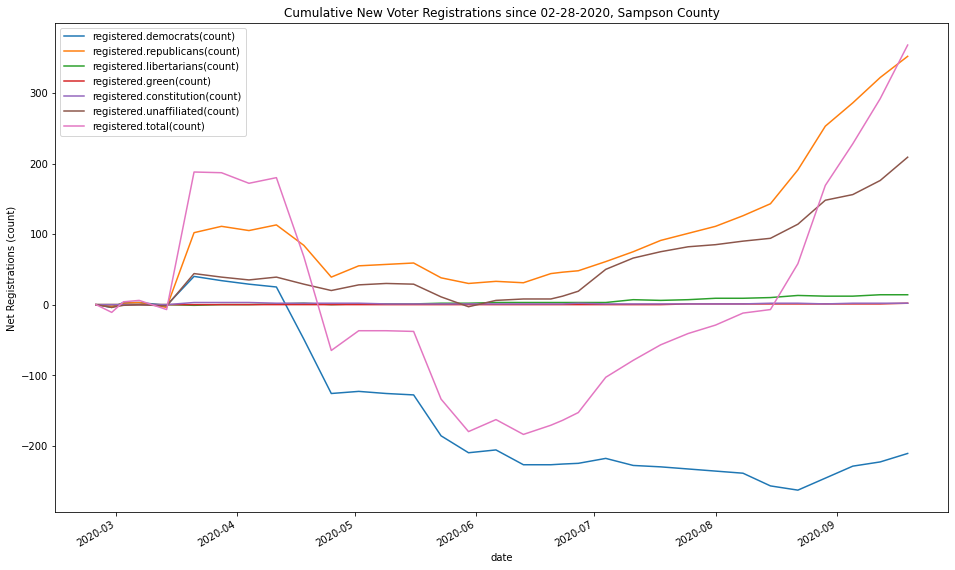 Cumulative New Voter Registrations since 02-28-2020, Sampson County
registered.democrats(count)
registered.republicans(count)
registered.libertarians(count)
registered.green(count)
registered.constitution(count)
registered.unaffiliated(count)
registered.total(count)
Net Registrations (count)
300
200
100
0
−100
−200
2020-03
2020-04
2020-05
2020-06
2020-07
2020-08
2020-09
date